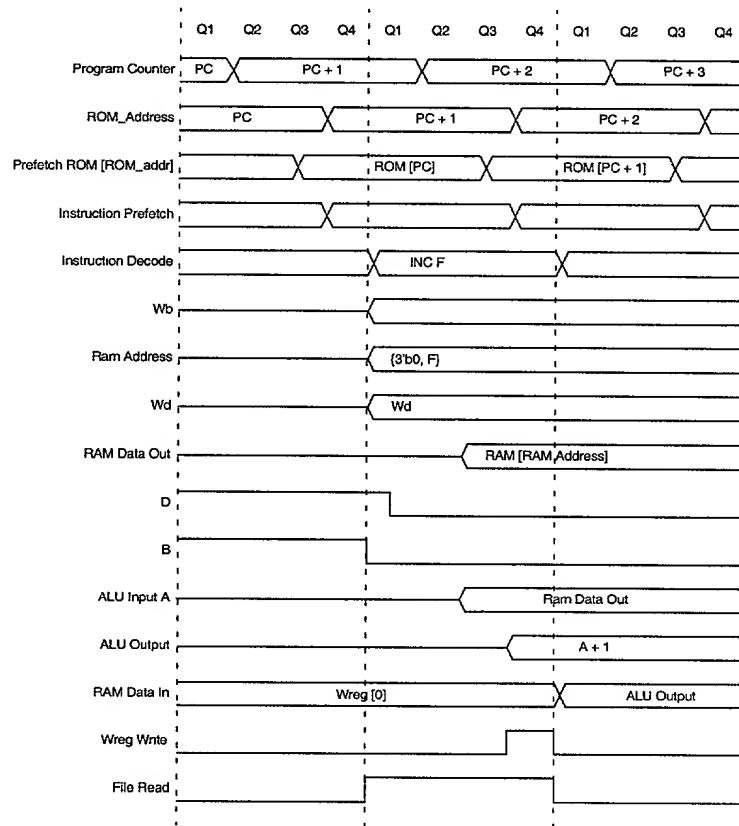 Q1 Q2 Q3 Q4 Q1 Q2 Q3 Q4 Q1 Q2 Q3 Q4
Program Counter PC PC + 1 PC + 2 PC + 3
ROM_Address PC PC + 1 PC + 2
Prefetch ROM [ROM_addr] ROM [PC] ROM [PC + 1]
Instruction Prefetch
Instruction Decode INC F
Wb
Ram Address {3'b0, F}
Wd Wd
RAM Data Out RAM [RAM Address]
D
B
ALU Input A Ram Data Out
ALU Output A + 1
RAM Data In Wreg [0] ALU Output
Wreg Write
File Read